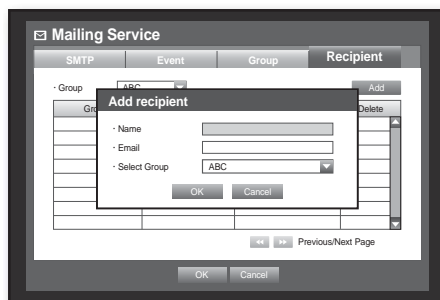 Mailing Service
SMTP Event Group Recipient
· Group ABC Add
Delete
Add recipient
· Name
· Email
· Select Group ABC
OK Cancel
Previous/Next Page
OK Cancel